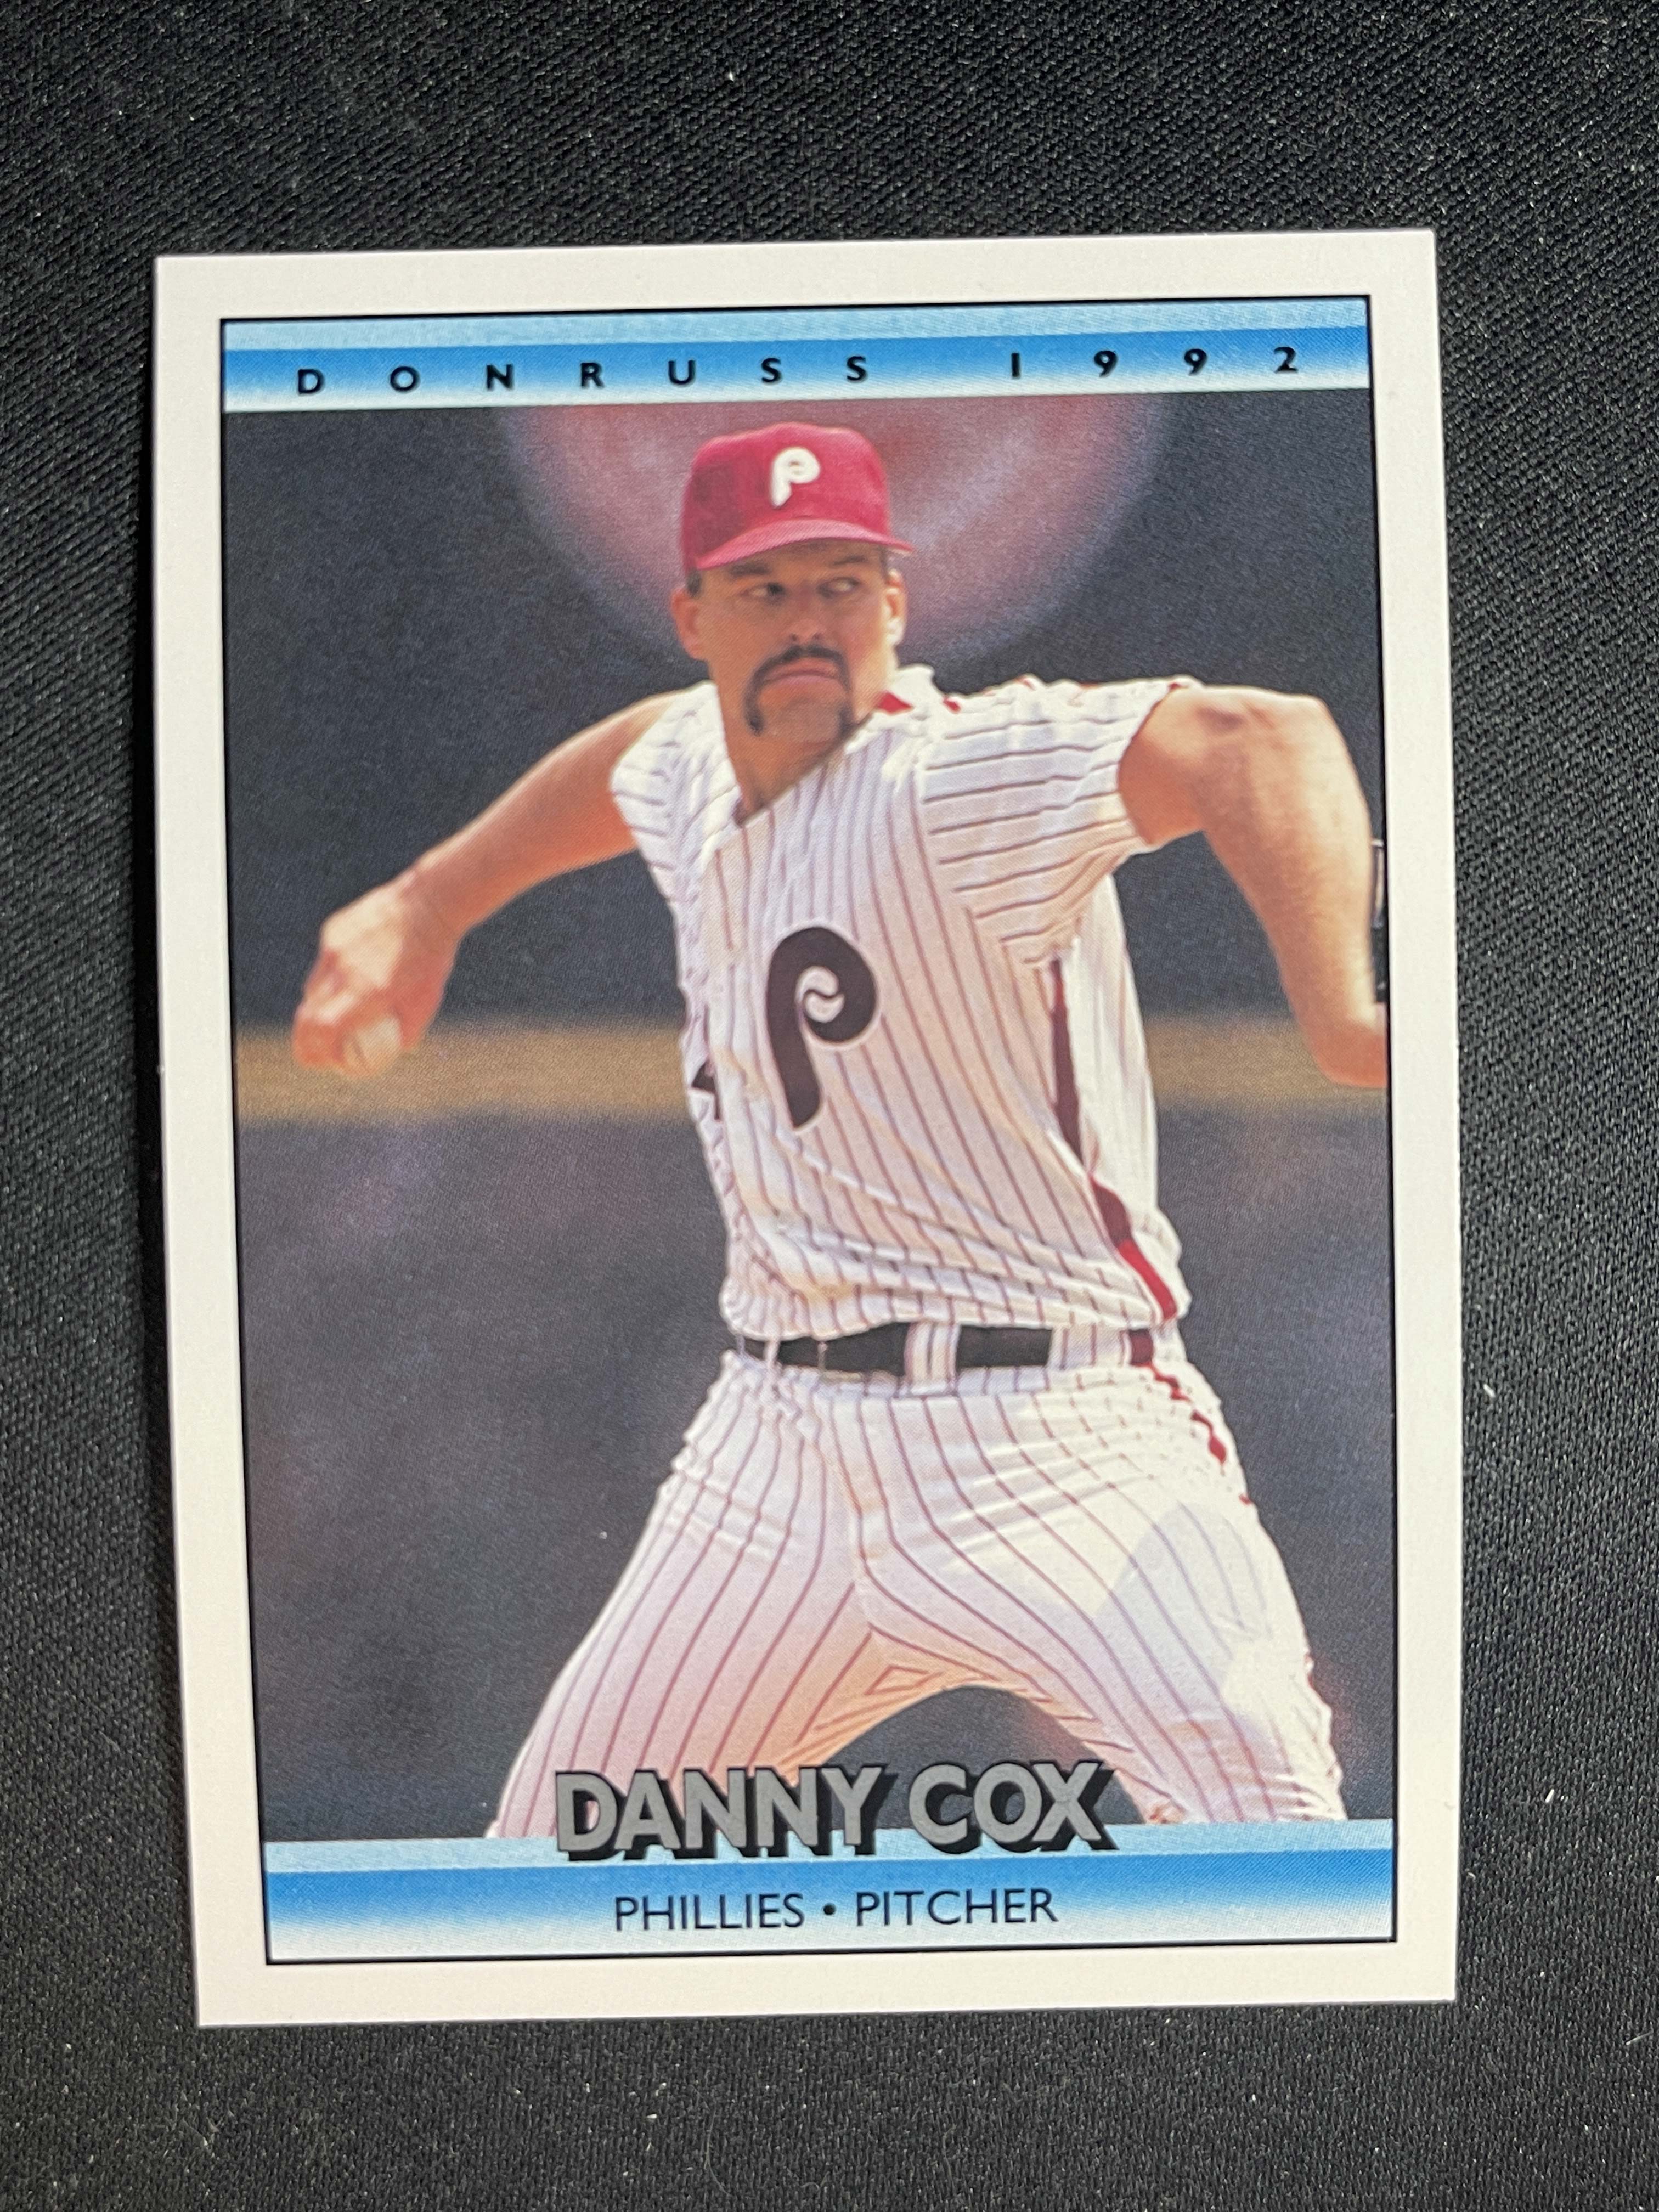 DONRUSS 1992
P
P
DANNY COX
PHILLIES • PITCHER